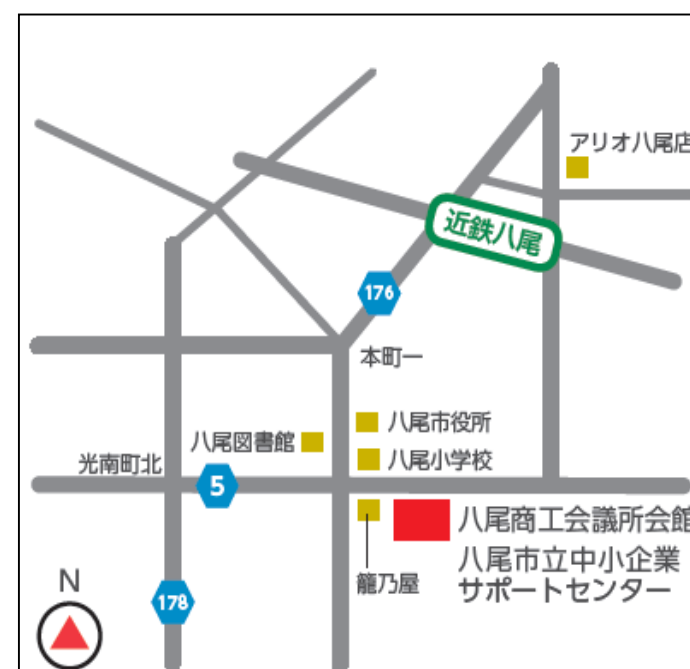 アリオ八尾店
近鉄八尾
176
本町一
八尾市役所
八尾図書館
八尾小学校
光南町北
5
八尾商工会議所会館
八尾市立中小企業
サポートセンター
籠乃屋
N
178